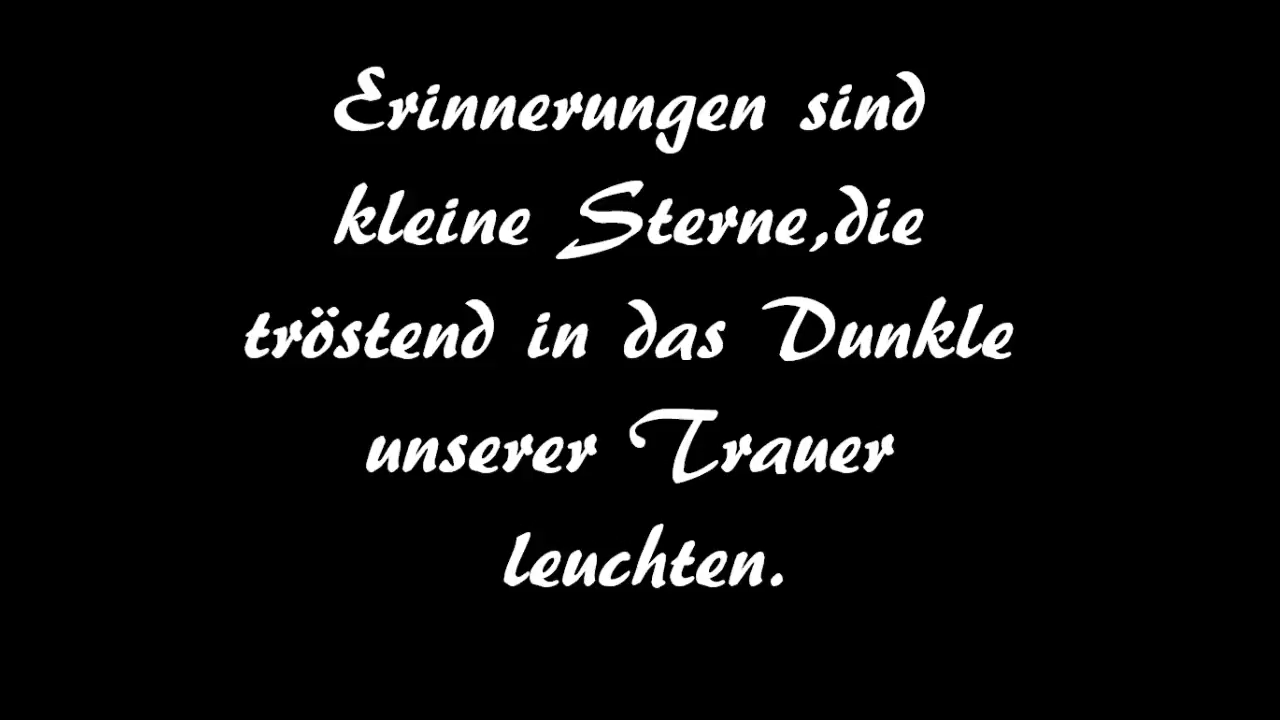 Erinnerungen sind
kleine Sterne,die
tröstend in das Dunkle
unserer Trauer
leuchten.